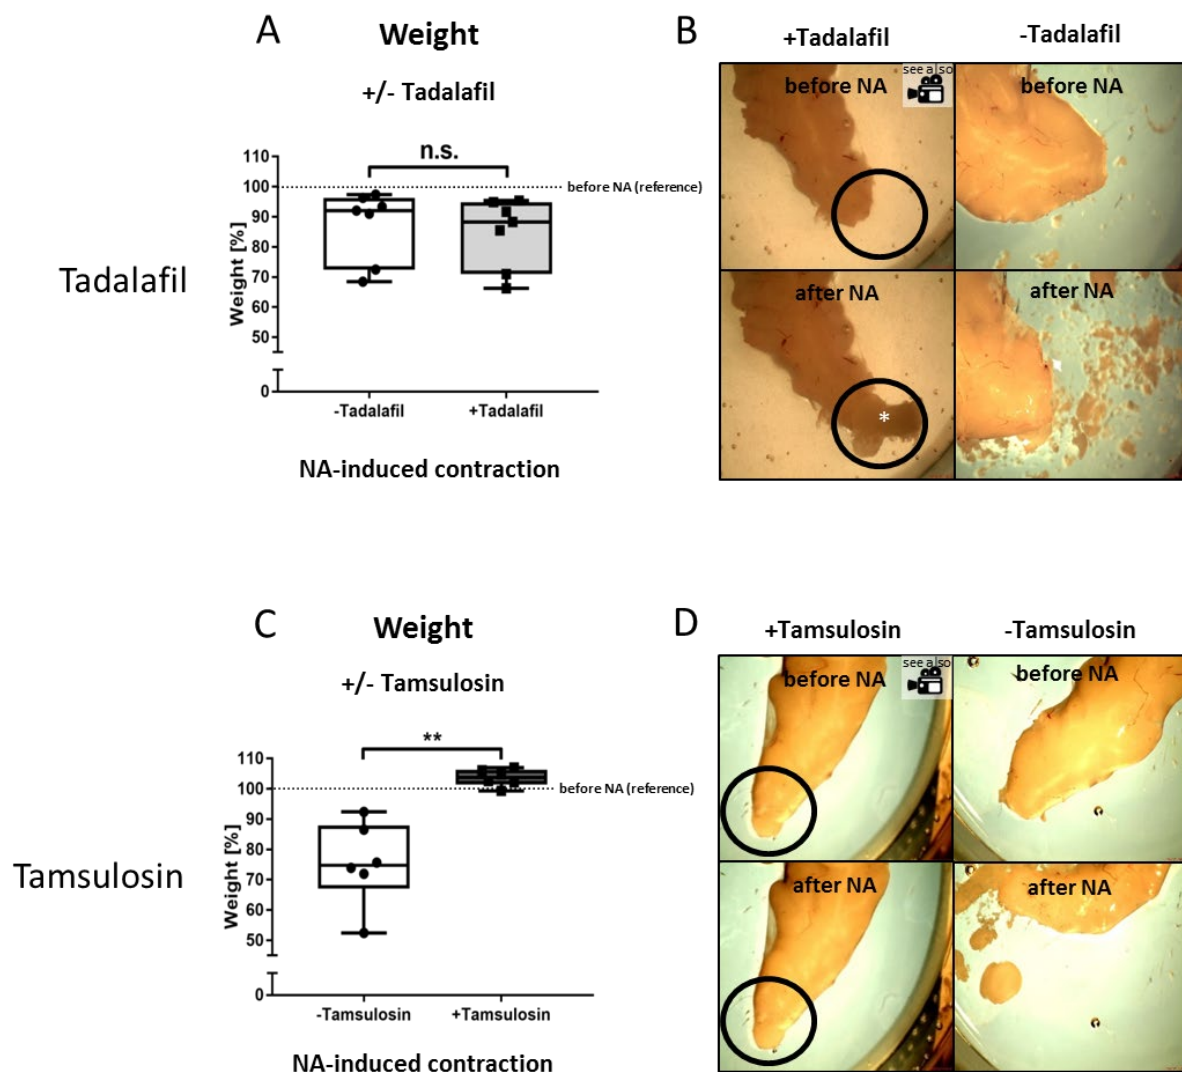 A
Weight
+/- Tadalafil
n.s.
110
100
90
80
70
60
50
0
Weight [%]
before NA (reference)
-Tadalafil
+Tadalafil
NA-induced contraction
Tadalafil
B
+Tadalafil
-Tadalafil
see also
before NA
before NA
after NA
after NA
*
C
Weight
+/- Tamsulosin
**
110
100
90
80
70
60
50
0
Weight [%]
before NA (reference)
-Tamsulosin
+Tamsulosin
NA-induced contraction
Tamsulosin
D
+Tamsulosin
-Tamsulosin
see also
before NA
before NA
after NA
after NA